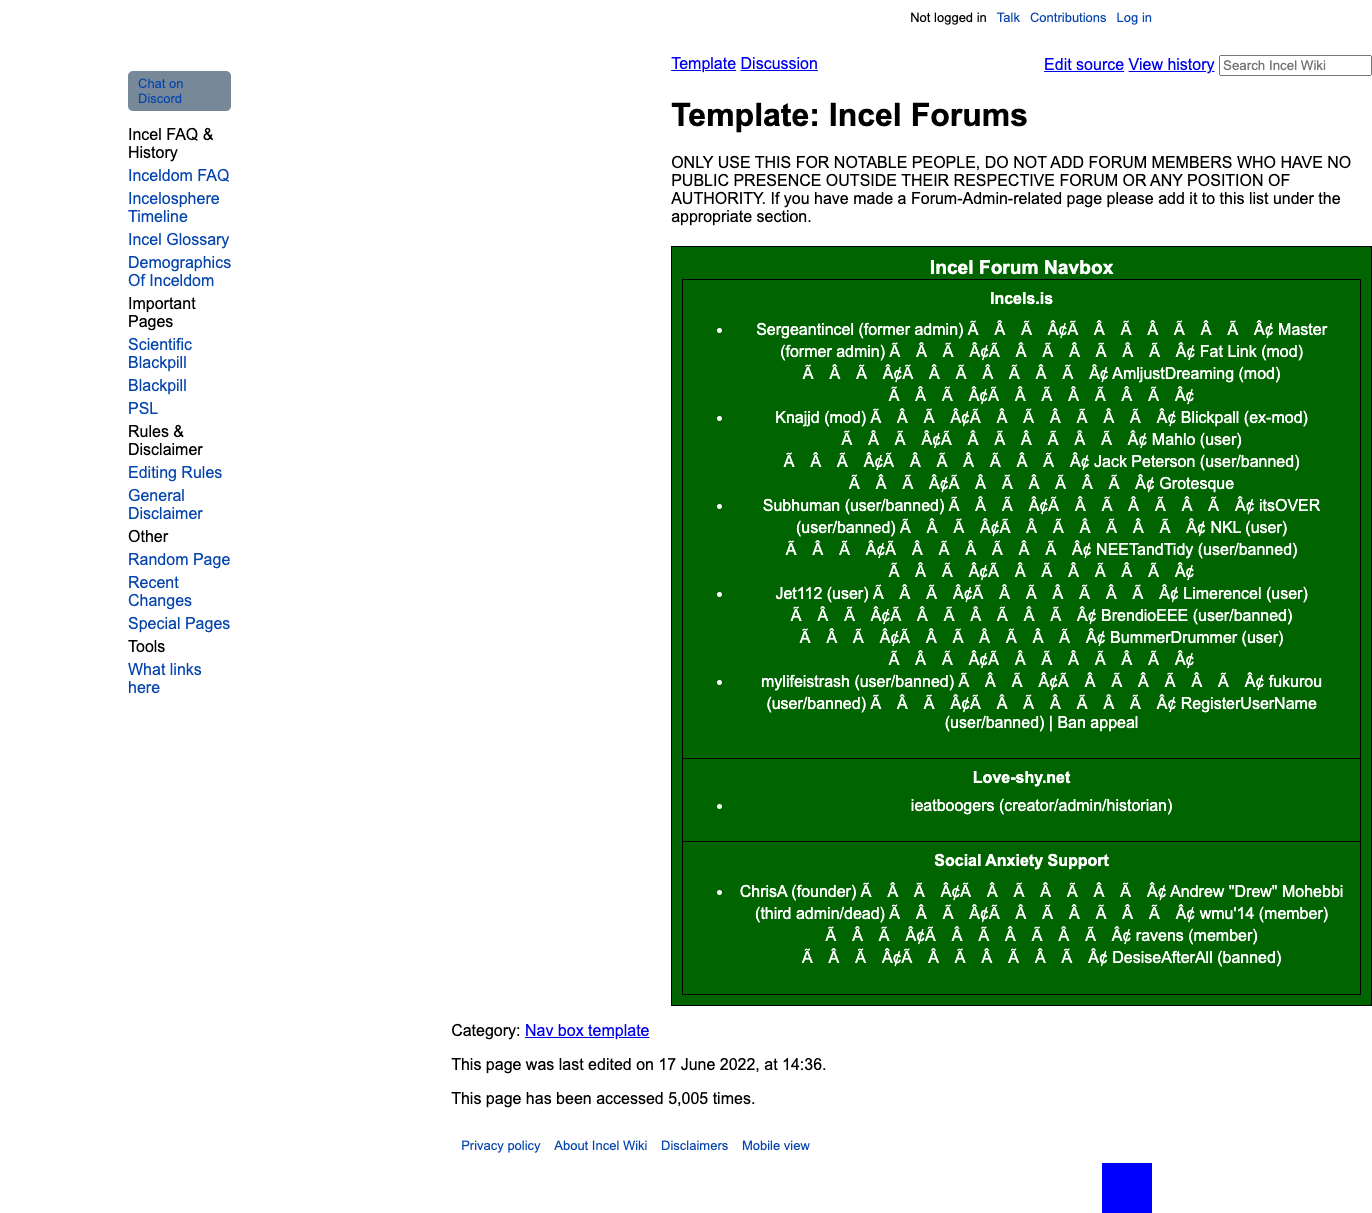 Not logged in Talk Contributions Log in
Template Discussion
Edit source View history Search Incel Wiki
Chat on
Discord
Incel FAQ &
History
Inceldom FAQ
Incelosphere
Timeline
Incel Glossary
Demographics
Of Inceldom
Important
Pages
Scientific
Blackpill
Blackpill
PSL
Rules &
Disclaimer
Editing Rules
General
Disclaimer
Other
Random Page
Recent
Changes
Special Pages
Tools
What links
here
Template: Incel Forums
ONLY USE THIS FOR NOTABLE PEOPLE, DO NOT ADD FORUM MEMBERS WHO HAVE NO
PUBLIC PRESENCE OUTSIDE THEIR RESPECTIVE FORUM OR ANY POSITION OF
AUTHORITY. If you have made a Forum-Admin-related page please add it to this list under the
appropriate section.
Incel Forum Navbox
Incels.is
• Sergeantincel (former admin) Ã Â Ã Â¢Ã Â Ã Â Ã Â Ã Â¢ Master
(former admin) Ã Â Ã Â¢Ã Â Ã Â Ã Â Ã Â¢ Fat Link (mod)
Ã Â Ã Â¢Ã Â Ã Â Ã Â Ã Â¢ AmIjustDreaming (mod)
Ã Â Ã Â¢Ã Â Ã Â Ã Â Ã Â¢
• Knajjd (mod) Ã Â Ã Â¢Ã Â Ã Â Ã Â Ã Â¢ Blickpall (ex-mod)
Ã Â Ã Â¢Ã Â Ã Â Ã Â Ã Â¢ Mahlo (user)
Ã Â Ã Â¢Ã Â Ã Â Ã Â Ã Â¢ Jack Peterson (user/banned)
Ã Â Ã Â¢Ã Â Ã Â Ã Â Ã Â¢ Grotesque
• Subhuman (user/banned) Ã Â Ã Â¢Ã Â Ã Â Ã Â Ã Â¢ itsOVER
(user/banned) Ã Â Ã Â¢Ã Â Ã Â Ã Â Ã Â¢ NKL (user)
Ã Â Ã Â¢Ã Â Ã Â Ã Â Ã Â¢ NEETandTidy (user/banned)
Ã Â Ã Â¢Ã Â Ã Â Ã Â Ã Â¢
• Jet112 (user) Ã Â Ã Â¢Ã Â Ã Â Ã Â Ã Â¢ Limerencel (user)
Ã Â Ã Â¢Ã Â Ã Â Ã Â Ã Â¢ BrendioEEE (user/banned)
Ã Â Ã Â¢Ã Â Ã Â Ã Â Ã Â¢ BummerDrummer (user)
Ã Â Ã Â¢Ã Â Ã Â Ã Â Ã Â¢
• mylifeistrash (user/banned) Ã Â Ã Â¢Ã Â Ã Â Ã Â Ã Â¢ fukurou
(user/banned) Ã Â Ã Â¢Ã Â Ã Â Ã Â Ã Â¢ RegisterUserName
(user/banned) | Ban appeal
Love-shy.net
• ieatboogers (creator/admin/historian)
Social Anxiety Support
• ChrisA (founder) Ã Â Ã Â¢Ã Â Ã Â Ã Â Ã Â¢ Andrew "Drew" Mohebbi
(third admin/dead) Ã Â Ã Â¢Ã Â Ã Â Ã Â Ã Â¢ wmu'14 (member)
Ã Â Ã Â¢Ã Â Ã Â Ã Â Ã Â¢ ravens (member)
Ã Â Ã Â¢Ã Â Ã Â Ã Â Ã Â¢ DesiseAfterAll (banned)
Category: Nav box template
This page was last edited on 17 June 2022, at 14:36.
This page has been accessed 5,005 times.
Privacy policy About Incel Wiki Disclaimers Mobile view